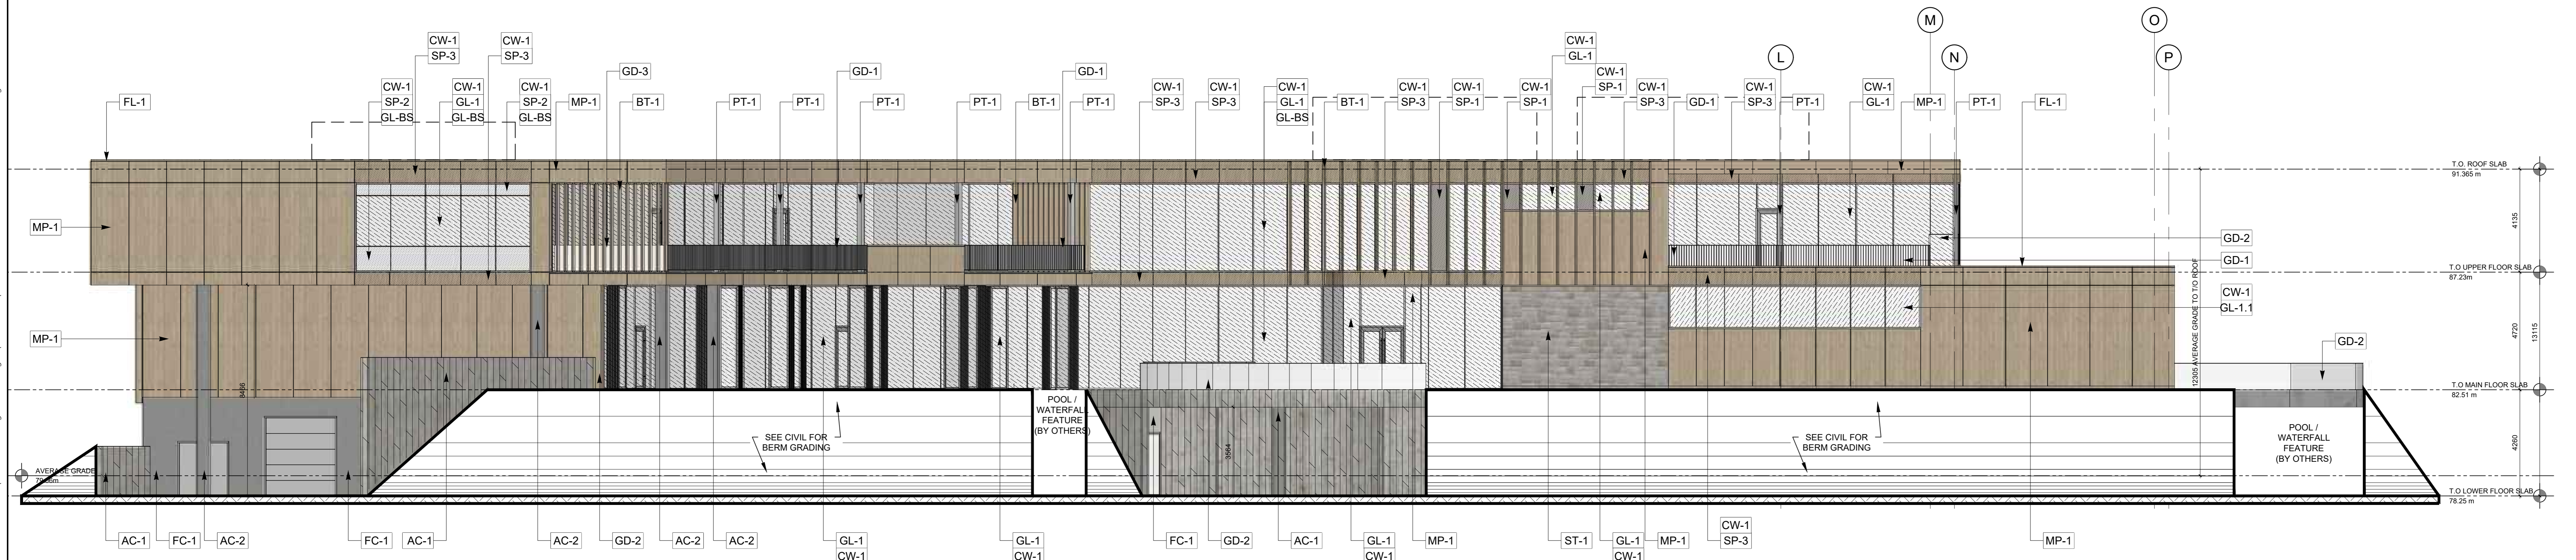 M
O
L
N
P
CW-1
SP-3
CW-1
SP-3
CW-1
GL-1
FL-1
CW-1
SP-2
GL-BS
CW-1
GL-1
GL-BS
CW-1
SP-2
GL-BS
MP-1
GD-3
BT-1
PT-1
PT-1
GD-1
PT-1
PT-1
BT-1
GD-1
PT-1
CW-1
SP-3
CW-1
SP-3
CW-1
GL-1
GL-BS
BT-1
CW-1
SP-3
CW-1
SP-1
CW-1
SP-1
CW-1
SP-1
CW-1
SP-3
GD-1
CW-1
SP-3
PT-1
CW-1
GL-1
MP-1
PT-1
FL-1
T.O. ROOF SLAB
91.365 m
MP-1
4135
GD-2
GD-1
T.O UPPER FLOOR SLAB
87.23m
CW-1
GL-1.1
MP-1
12305 AVERAGE GRADE TO T/O ROOF
4720
13115
GD-2
T.O MAIN FLOOR SLAB
82.51 m
POOL /
WATERFALL
FEATURE
(BY OTHERS)
SEE CIVIL FOR
BERM GRADING
3564
SEE CIVIL FOR
BERM GRADING
POOL /
WATERFALL
FEATURE
(BY OTHERS)
4260
AVERAGE GRADE
T.O LOWER FLOOR SLAB
78.25 m
AC-1
FC-1
AC-2
FC-1
AC-1
AC-2
GD-2
AC-2
AC-2
GL-1
CW-1
GL-1
CW-1
FC-1
GD-2
AC-1
GL-1
CW-1
MP-1
ST-1
GL-1
CW-1
MP-1
CW-1
SP-3
MP-1